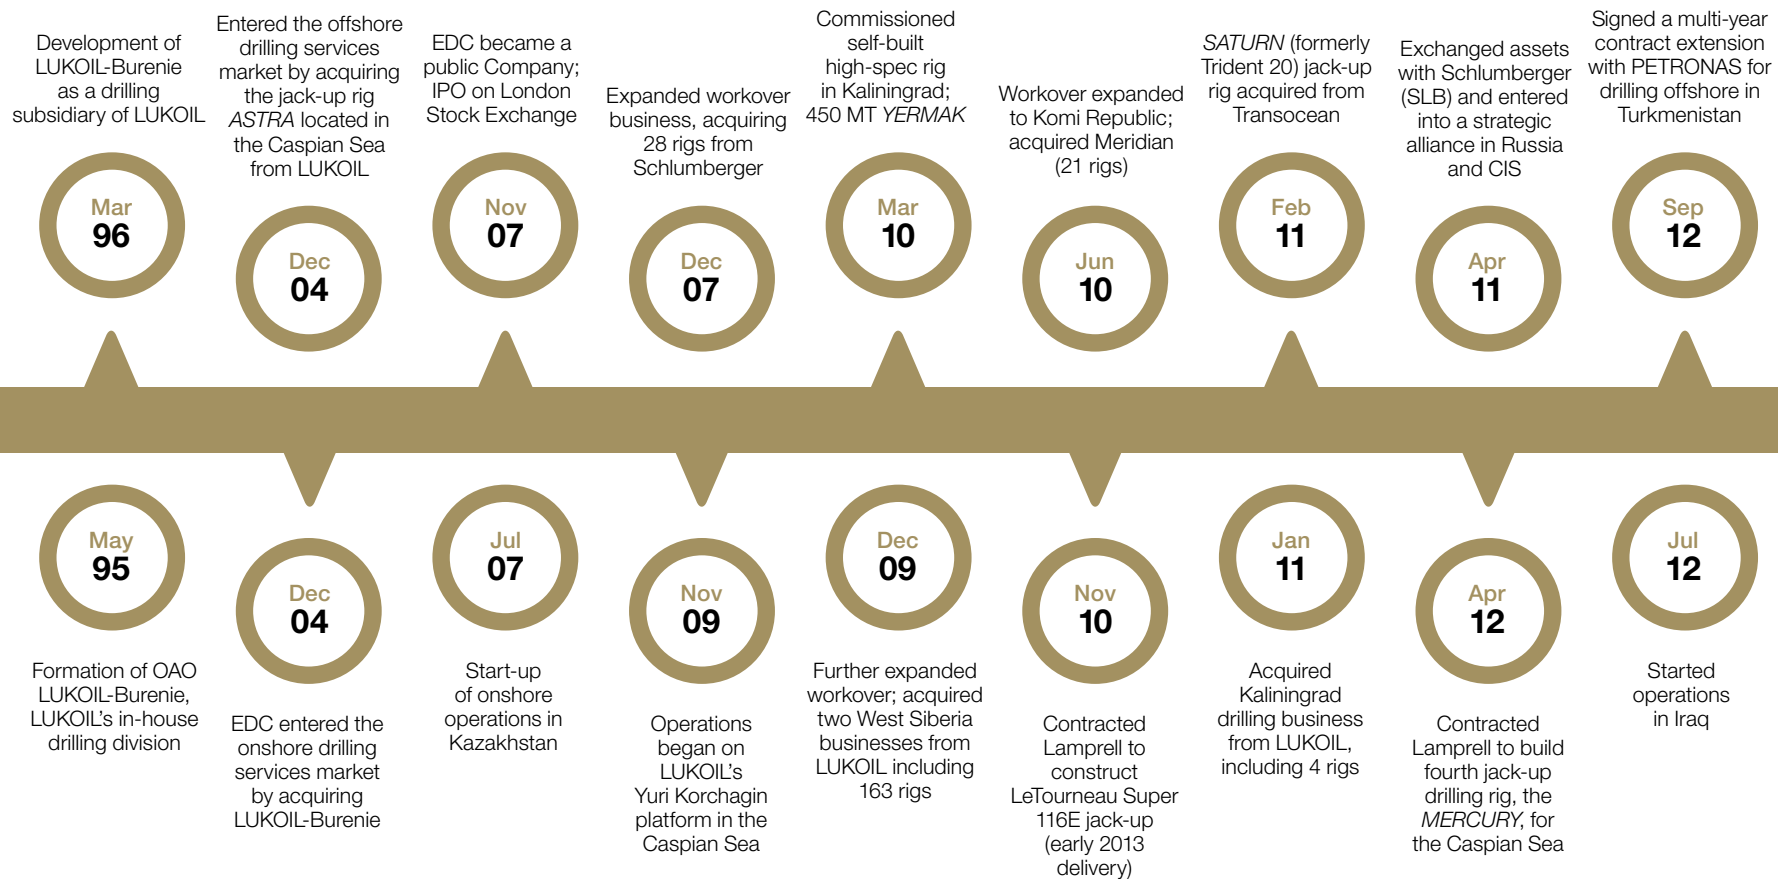 Development of
LUKOIL-Burenie
as a drilling
subsidiary of LUKOIL
Mar
96
Entered the offshore
drilling services
market by acquiring
the jack-up rig
ASTRA located in
the Caspian Sea
from LUKOIL
Dec
04
EDC became a
public Company;
IPO on London
Stock Exchange
Nov
07
Expanded workover
business, acquiring
28 rigs from
Schlumberger
Dec
07
Commissioned
self-built
high-spec rig
in Kaliningrad;
450 MT YERMAK
Mar
10
Workover expanded
to Komi Republic;
acquired Meridian
(21 rigs)
Jun
10
SATURN (formerly
Trident 20) jack-up
rig acquired from
Transocean
Feb
11
Exchanged assets
with Schlumberger
(SLB) and entered
into a strategic
alliance in Russia
and CIS
Apr
11
Signed a multi-year
contract extension
with PETRONAS for
drilling offshore in
Turkmenistan
Sep
12
May
95
Formation of OAO
LUKOIL-Burenie,
LUKOIL's in-house
drilling division
Dec
04
EDC entered the
onshore drilling
services market
by acquiring
LUKOIL-Burenie
Jul
07
Start-up
of onshore
operations in
Kazakhstan
Nov
09
Operations
began on
LUKOIL's
Yuri Korchagin
platform in the
Caspian Sea
Dec
09
Further expanded
workover; acquired
two West Siberia
businesses from
LUKOIL including
163 rigs
Nov
10
Contracted
Lamprell to
construct
LeTourneau Super
116E jack-up
(early 2013
delivery)
Jan
11
Acquired
Kaliningrad
drilling business
from LUKOIL,
including 4 rigs
Apr
12
Contracted
Lamprell to build
fourth jack-up
drilling rig, the
MERCURY, for
the Caspian Sea
Jul
12
Started
operations
in Iraq